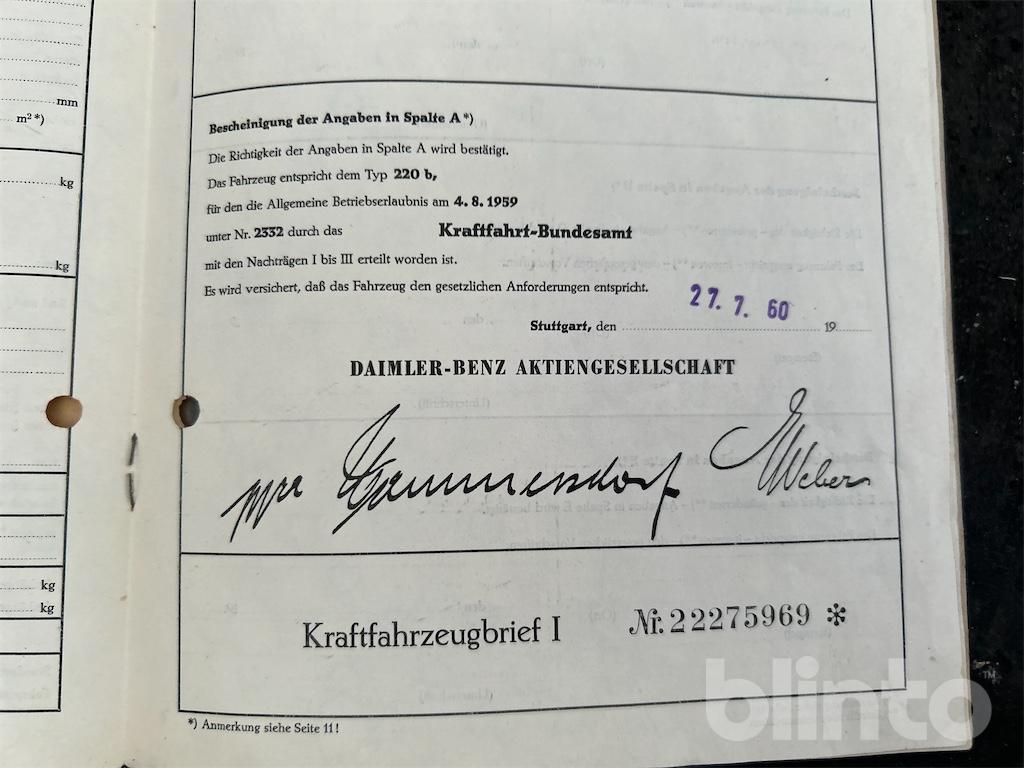 mm
m² *)
kg
kg
kg
kg
Bescheinigung der Angaben in Spalte A *)
Die Richtigkeit der Angaben in Spalte A wird bestätigt.
Das Fahrzeug entspricht dem Typ 220 b,
für den die Allgemeine Betriebserlaubnis am 4. 8. 1959
unter Nr. 2332 durch das Kraftfahrt-Bundesamt
mit den Nachträgen I bis III erteilt worden ist.
Es wird versichert, daß das Fahrzeug den gesetzlichen Anforderungen entspricht.
27. 7. 60
Stuttgart, den 19
DAIMLER-BENZ AKTIENGESELLSCHAFT
ppa Weber
Kraftfahrzeugbrief I Nr. 22275969 *
*) Anmerkung siehe Seite 11!
blinto